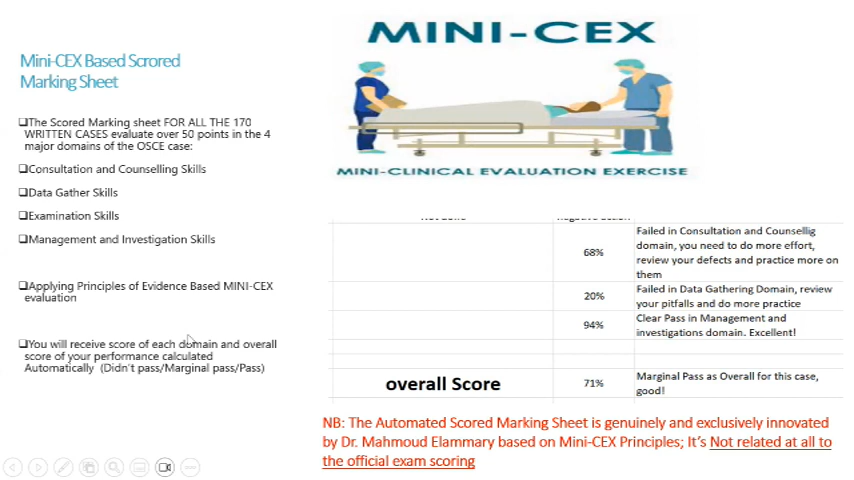 Mini-CEX Based Scrored
Marking Sheet
❑The Scored Marking sheet FOR ALL THE 170
WRITTEN CASES evaluate over 50 points in the 4
major domains of the OSCE case:
❑Consultation and Counselling Skills
❑Data Gather Skills
❑Examination Skills
❑Management and Investigation Skills
❑Applying Principles of Evidence Based MINI-CEX
evaluation
❑You will receive score of each domain and overall
score of your performance calculated
Automatically (Didn't pass/Marginal pass/Pass)
MINI-CEX
MINI-CLINICAL EVALUATION EXERCISE
68%
Failed in Consultation and Counsellig
domain, you need to do more effort,
review your defects and practice more on
them
20%
Failed in Data Gathering Domain, review
your pitfalls and do more practice
94%
Clear Pass in Management and
investigations domain. Excellent!
overall Score
71%
Marginal Pass as Overall for this case,
good!
NB: The Automated Scored Marking Sheet is genuinely and exclusively innovated
by Dr. Mahmoud Elammary based on Mini-CEX Principles; It's Not related at all to
the official exam scoring